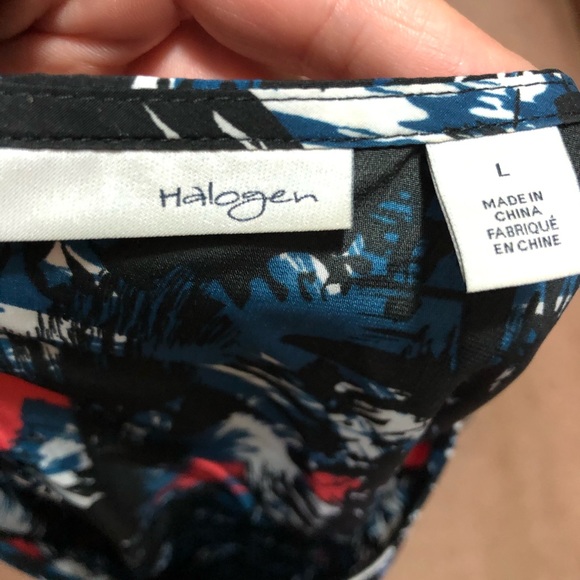 Halogen
L
MADE IN
CHINA
FABRIQUÉ
EN CHINE